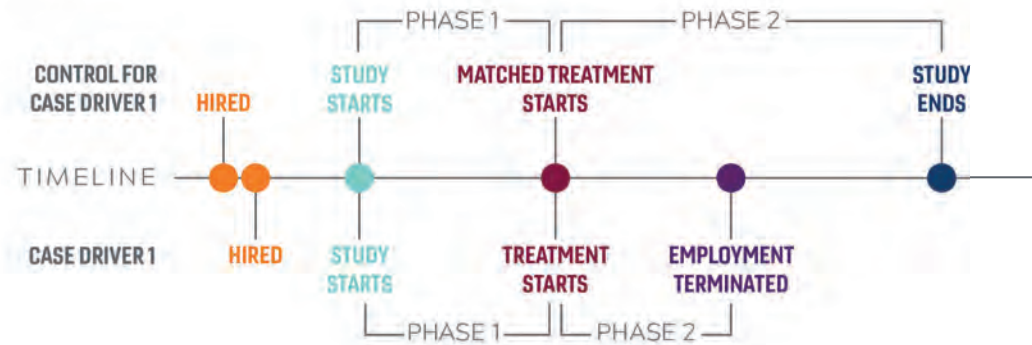 PHASE 1
PHASE 2
CONTROL FOR
CASE DRIVER 1
HIRED
STUDY
STARTS
MATCHED TREATMENT
STARTS
STUDY
ENDS
TIMELINE
CASE DRIVER 1
HIRED
STUDY
STARTS
TREATMENT
STARTS
EMPLOYMENT
TERMINATED
PHASE 1
PHASE 2